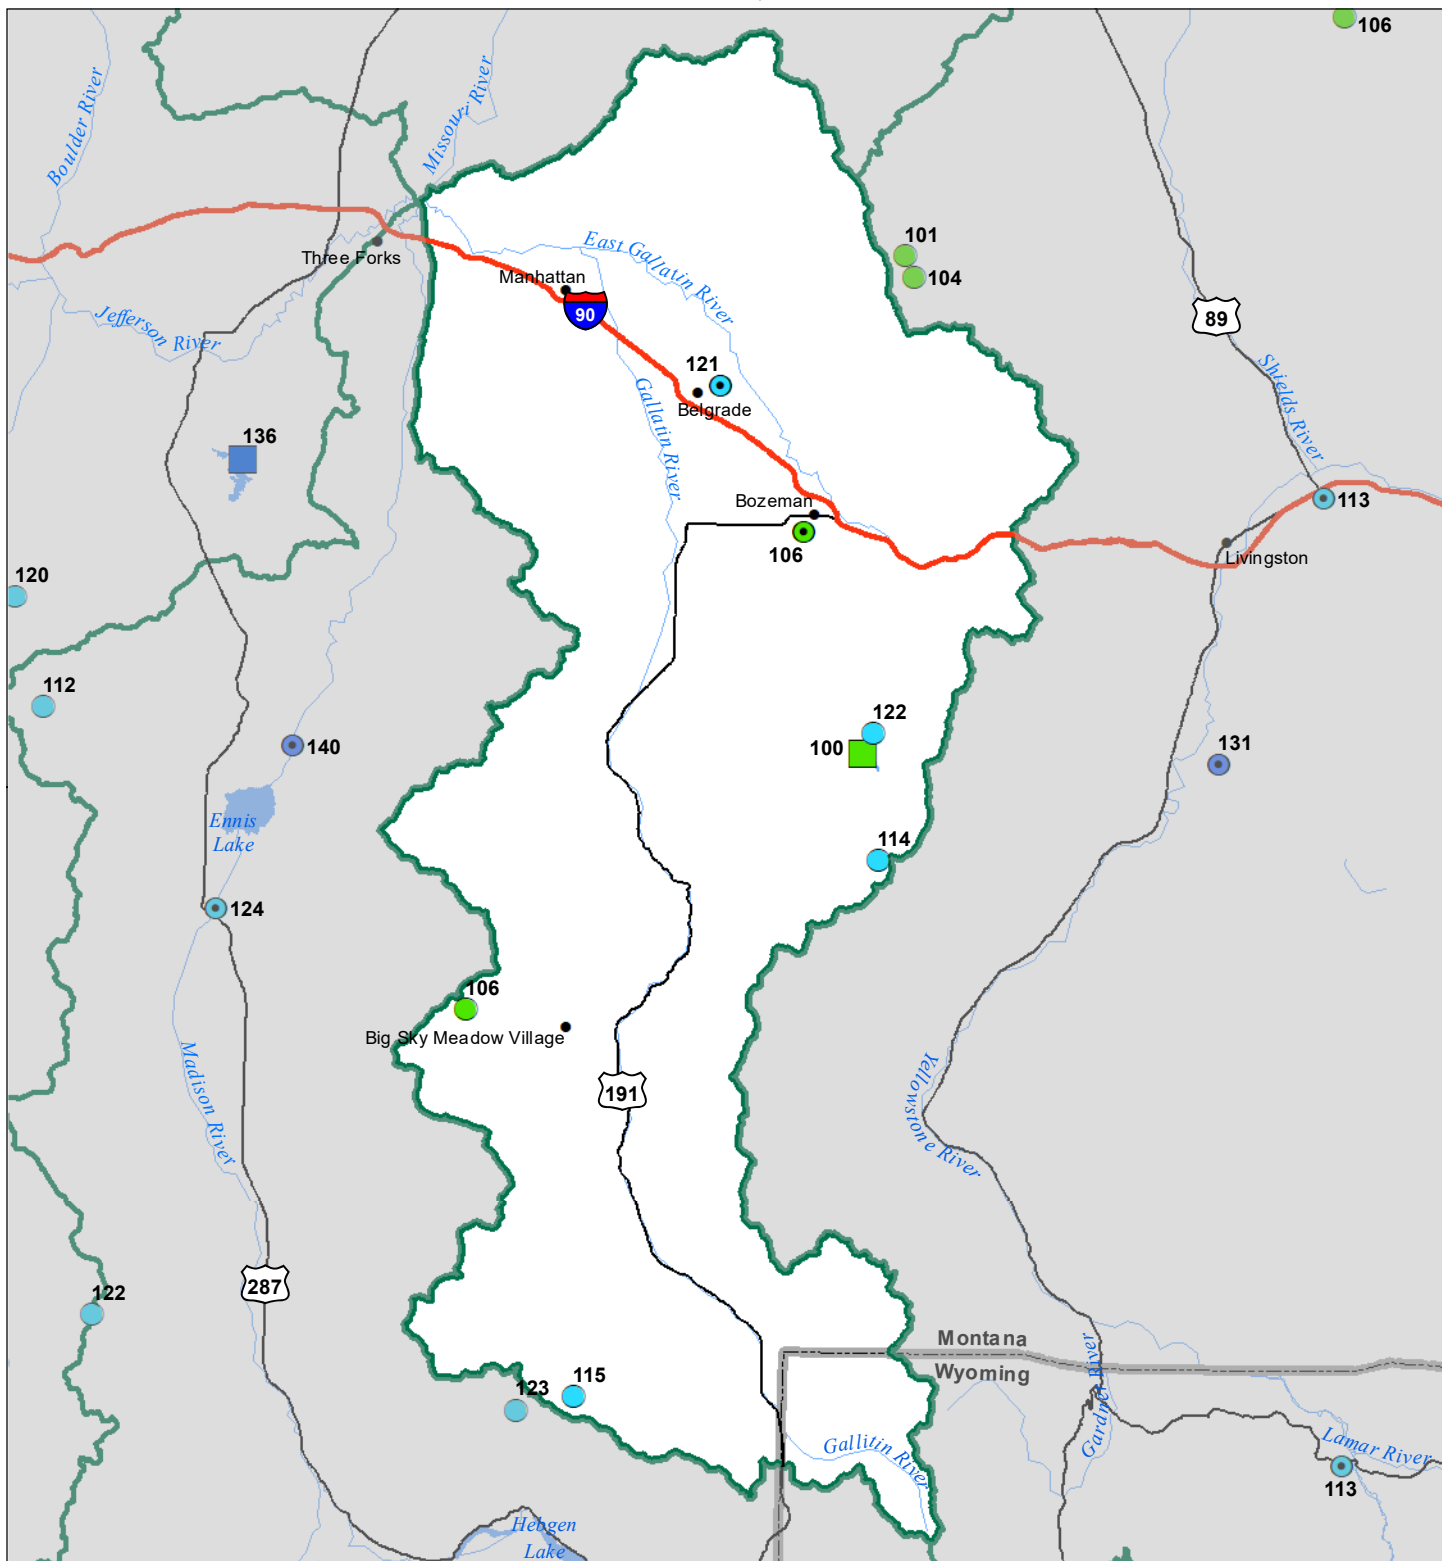 106
Boulder River
Missouri River
101
104
East Gallatin River
Three Forks
Manhattan
90
89
Jefferson River
Shields River
121
Belgrade
Gallatin River
136
Bozeman
106
113
Livingston
120
112
122
100
140
131
Ennis
Lake
114
124
106
Big Sky Meadow Village
Madison River
191
Yellowstone River
287
122
Montana
Wyoming
Gardner River
123
115
Gallitin River
Lamar River
113
Hebgen
Lake